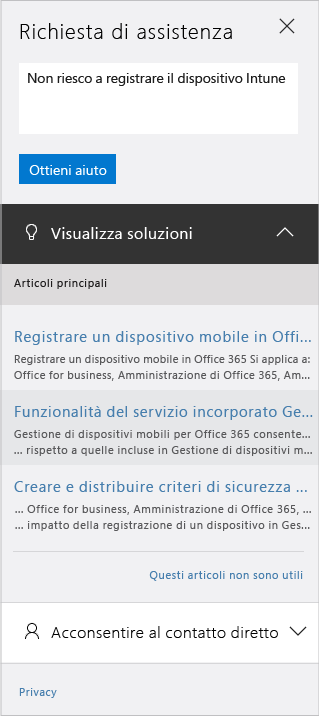 Richiesta di assistenza
Non riesco a registrare il dispositivo Intune
Ottieni aiuto
Visualizza soluzioni
Articoli principali
Registrare un dispositivo mobile in Offi...
Registrare un dispositivo mobile in Office 365 Si applica a:
Office for business, Amministrazione di Office 365, Am...
Funzionalità del servizio incorporato Ge...
Gestione di dispositivi mobili per Office 365 consente...
... rispetto a quelle incluse in Gestione di dispositivi m...
Creare e distribuire criteri di sicurezza ...
... Office for business, Amministrazione di Office 365, ...
... impatto della registrazione di un dispositivo in Ges...
Questi articoli non sono utili
Acconsentire al contatto diretto
Privacy